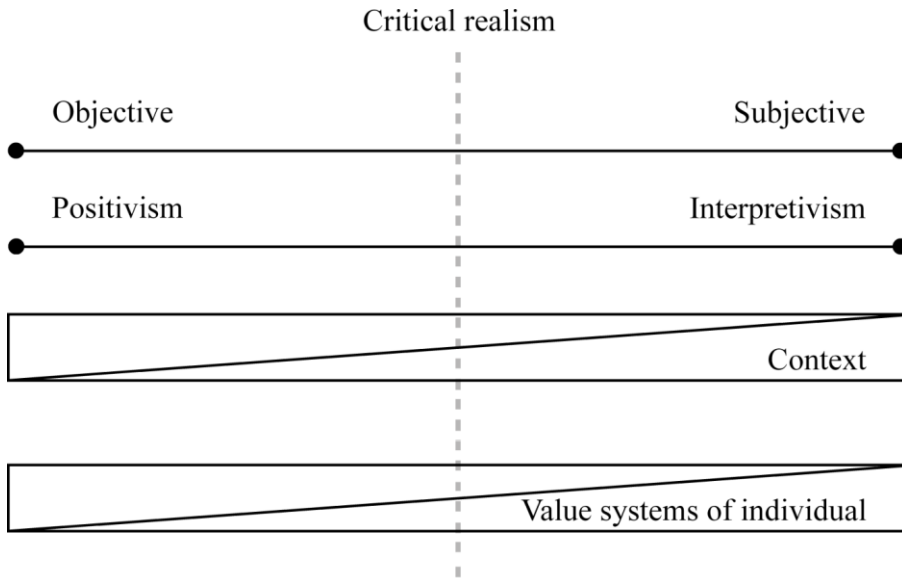 Critical realism
Objective
Subjective
Positivism
Interpretivism
Context
Value systems of individual